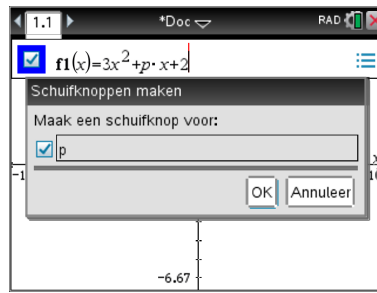 1.1 *Doc RAD
f1(x)=3x²+p·x+2
Schuifknoppen maken
Maak een schuifknop voor:
p
OK Annuleer
-6.67